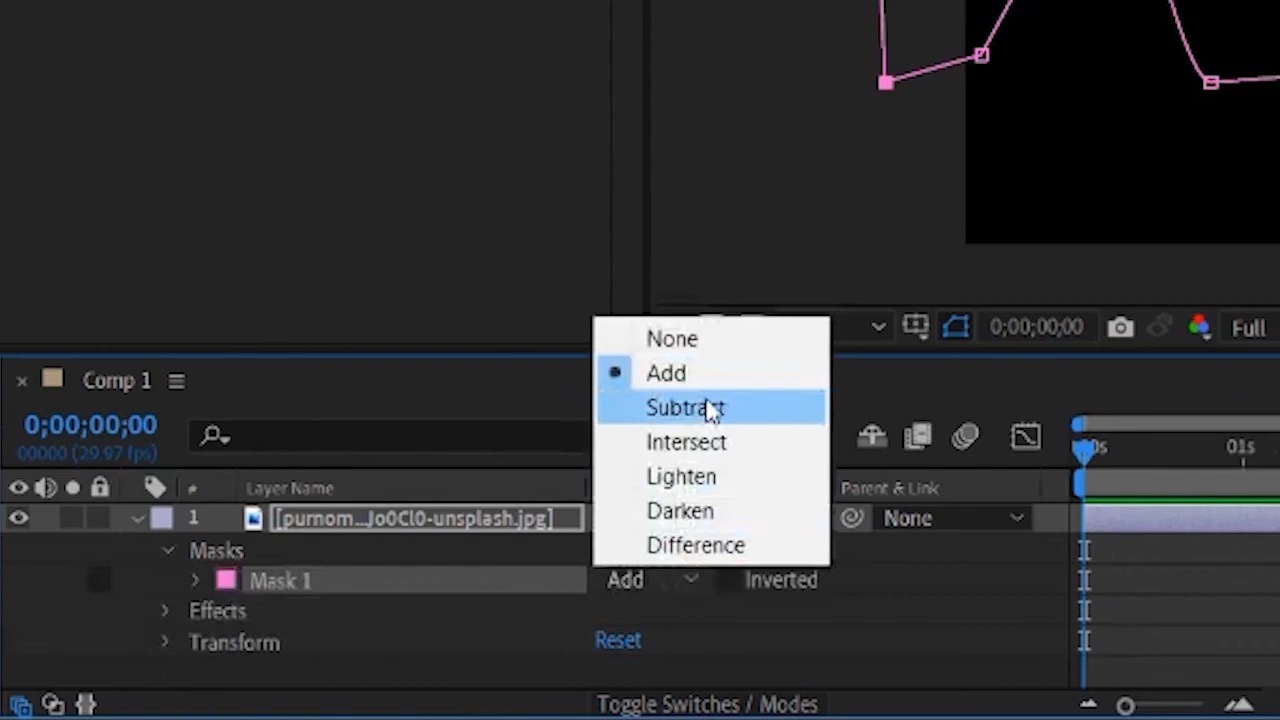 None
Add
Subtract
Intersect
Lighten
Darken
Difference
0;00;00;00
Full
Comp 1
0;00;00;00
00000 (29.97 fps)
01s
# Layer Name
Parent & Link
1 [purnom...Jo0Cl0-unsplash.jpg]
None
Masks
Mask 1
Add
Inverted
Effects
Transform
Reset
Toggle Switches / Modes